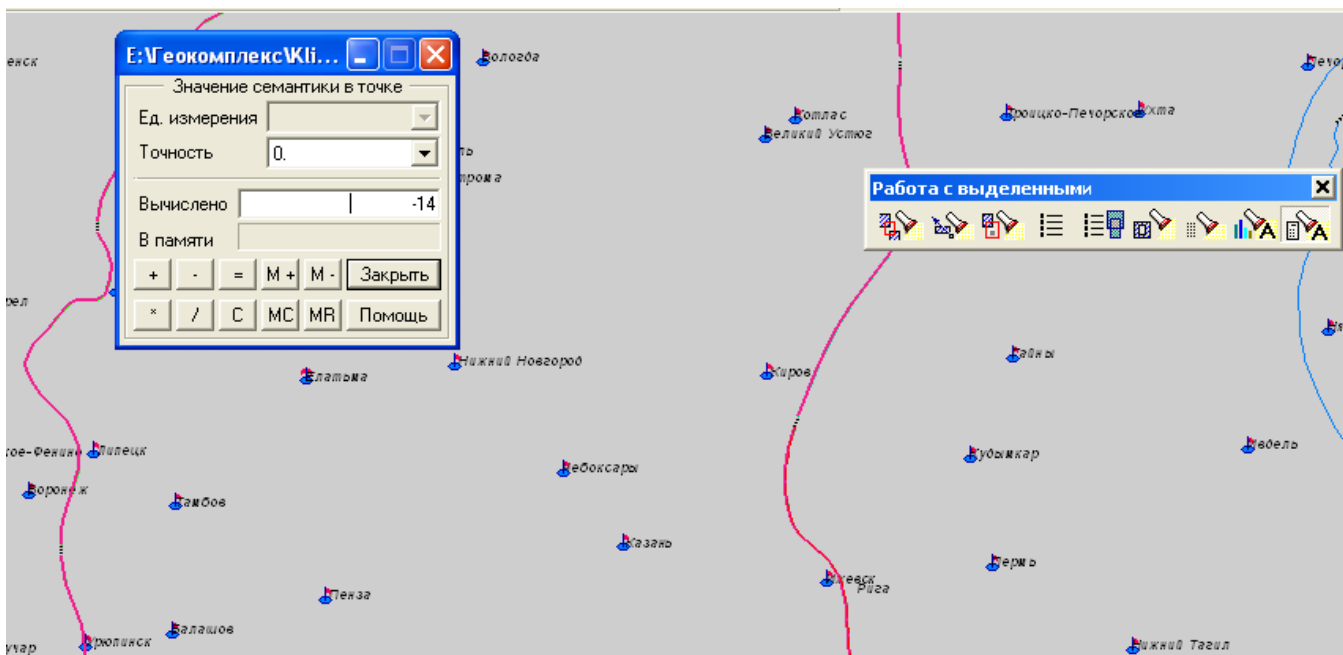 E:\Геокомплекс\Kli...
Значение семантики в точке
Ед. измерения
Точность 0.
Вычислено -14
В памяти
+ - = M + M - Закрыть
* / C MC MR Помощь
Вологда
Котлас
Великий Устюг
Троицко-Печорское
Ухта
Работа с выделенными
Нижний Новгород
Елатьма
Киров
Гайны
Липецк
Воронеж
Тамбов
Чебоксары
Кудымкар
Ивдель
Казань
Пермь
Ижевск
Рига
Пенза
Балашов
Урюпинск
Нижний Тагил